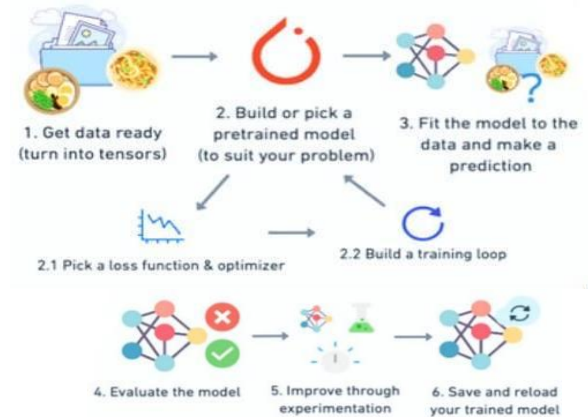 1. Get data ready
(turn into tensors)
2. Build or pick a
pretrained model
(to suit your problem)
3. Fit the model to the
data and make a
prediction
?
2.1 Pick a loss function & optimizer
2.2 Build a training loop
4. Evaluate the model
5. Improve through
experimentation
6. Save and reload
your trained model